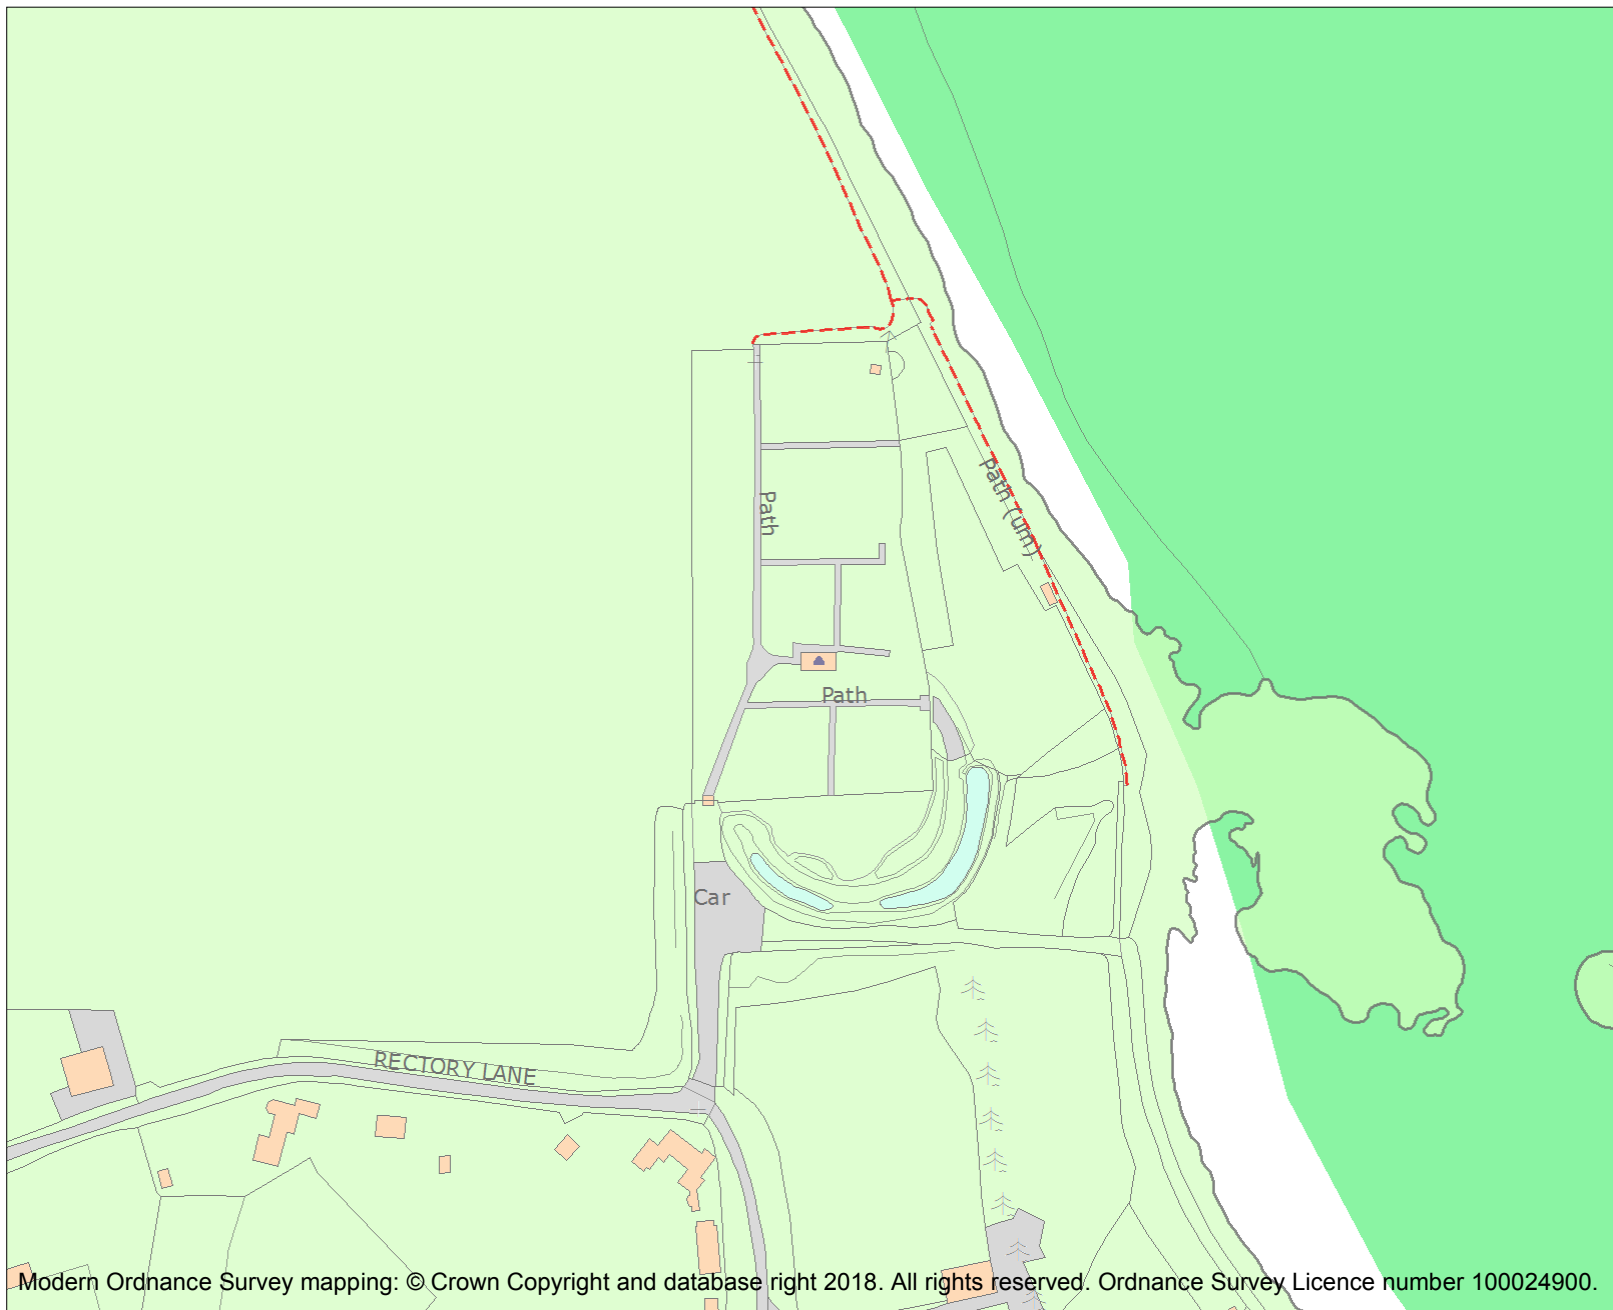 Path (um)
Path
Path
Car
RECTORY LANE
Modern Ordnance Survey mapping: © Crown Copyright and database right 2018. All rights reserved. Ordnance Survey Licence number 100024900.